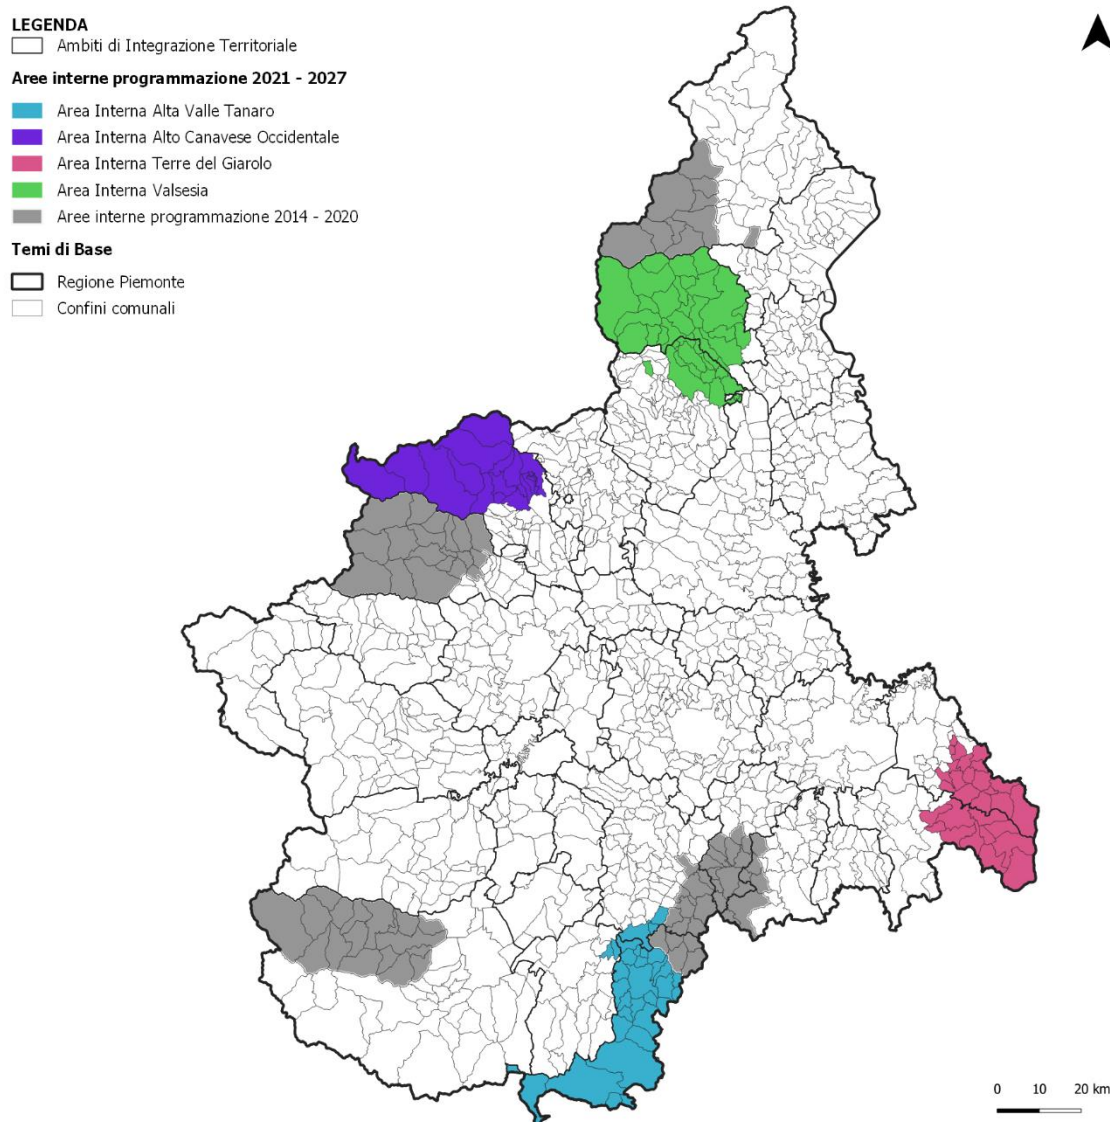 LEGENDA
Ambiti di Integrazione Territoriale
Aree interne programmazione 2021 - 2027
Area Interna Alta Valle Tanaro
Area Interna Alto Canavese Occidentale
Area Interna Terre del Giarolo
Area Interna Valsesia
Aree interne programmazione 2014 - 2020
Temi di Base
Regione Piemonte
Confini comunali
0 10 20 km